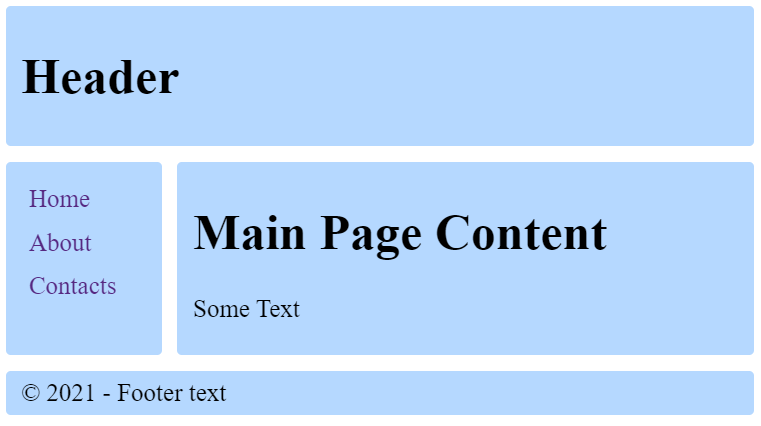 Header
Home
About
Contacts
Main Page Content
Some Text
© 2021 - Footer text